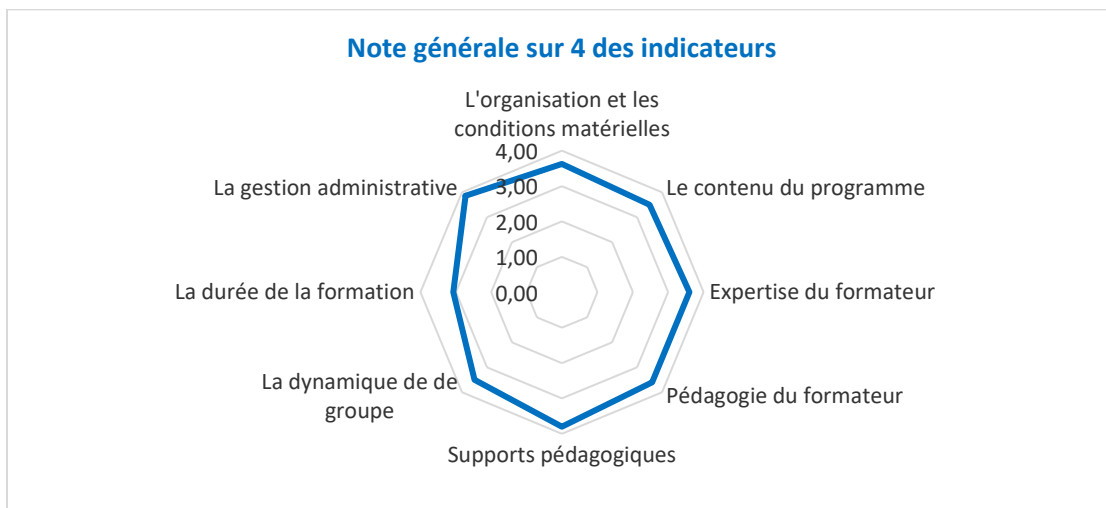 Note générale sur 4 des indicateurs
L'organisation et les
conditions matérielles
4,00
La gestion administrative
3,00
Le contenu du programme
2,00
1,00
La durée de la formation
0,00
Expertise du formateur
La dynamique de de
groupe
Pédagogie du formateur
Supports pédagogiques